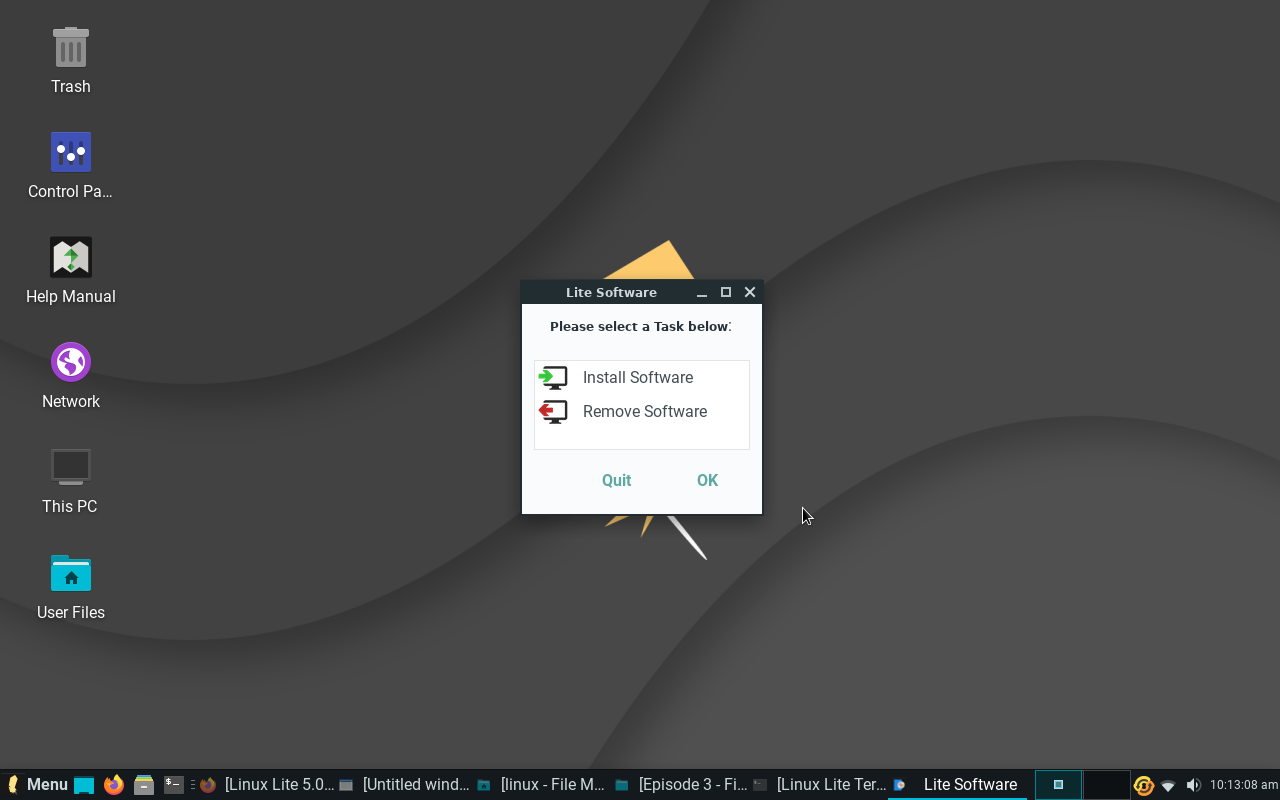 Trash
Control Pa...
Help Manual
Network
This PC
User Files
Lite Software
Please select a Task below:
Install Software
Remove Software
Quit
OK
Menu
$-
[Linux Lite 5.0...
[Untitled wind...
[linux - File M...
[Episode 3 - Fi...
[Linux Lite Ter...
Lite Software
10:13:08 am